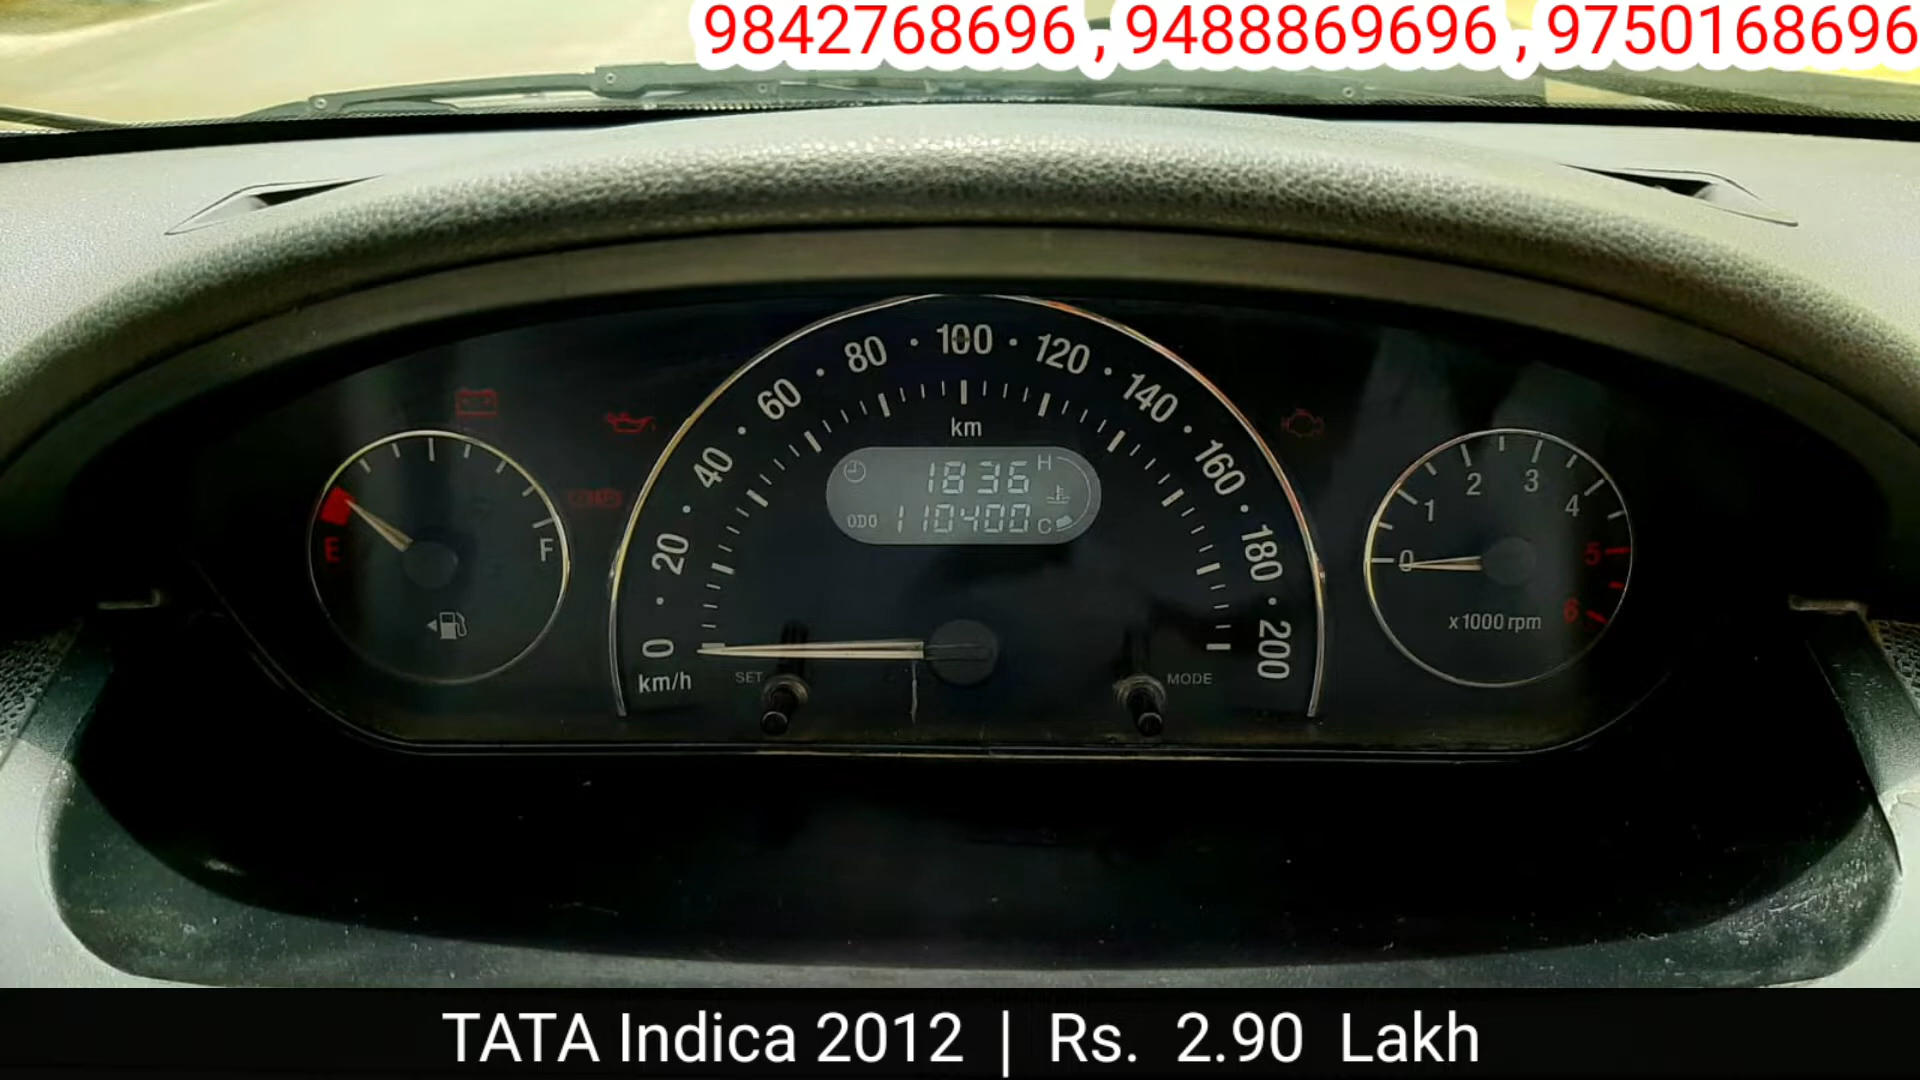 9842768696 , 9488869696 , 9750168696
80 · 100 · 120
60 140
km
40 160
1836 H
ODO 110400 C
20 180
0 200
km/h
SET MODE
E F
0 1 2 3 4 5 6
x1000 rpm
TATA Indica 2012 | Rs. 2.90 Lakh